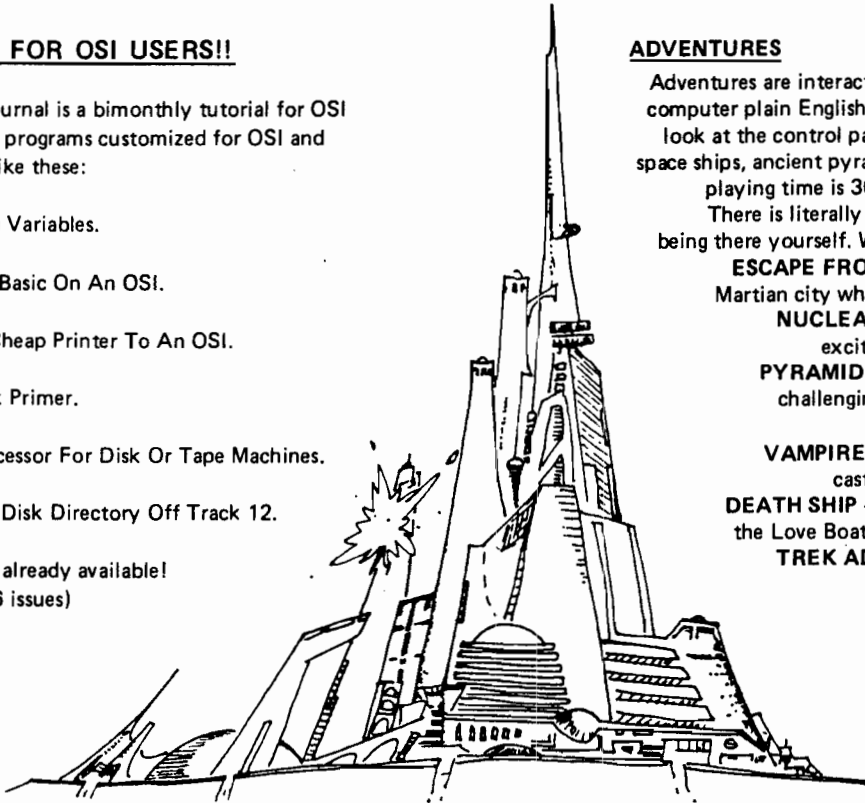 FOR OSI USERS!!
urnal is a bimonthly tutorial for OSI
programs customized for OSI and
ike these:
Variables.
Basic On An OSI.
Cheap Printer To An OSI.
Primer.
cessor For Disk Or Tape Machines.
Disk Directory Off Track 12.
already available!
issues)
ADVENTURES
Adventures are interact
computer plain English
look at the control pa
space ships, ancient pyra
playing time is 30
There is literally
being there yourself. W
ESCAPE FRO
Martian city wh
NUCLEA
excit
PYRAMID
challengin
VAMPIRE
cast
DEATH SHIP
the Love Boat
TREK AD